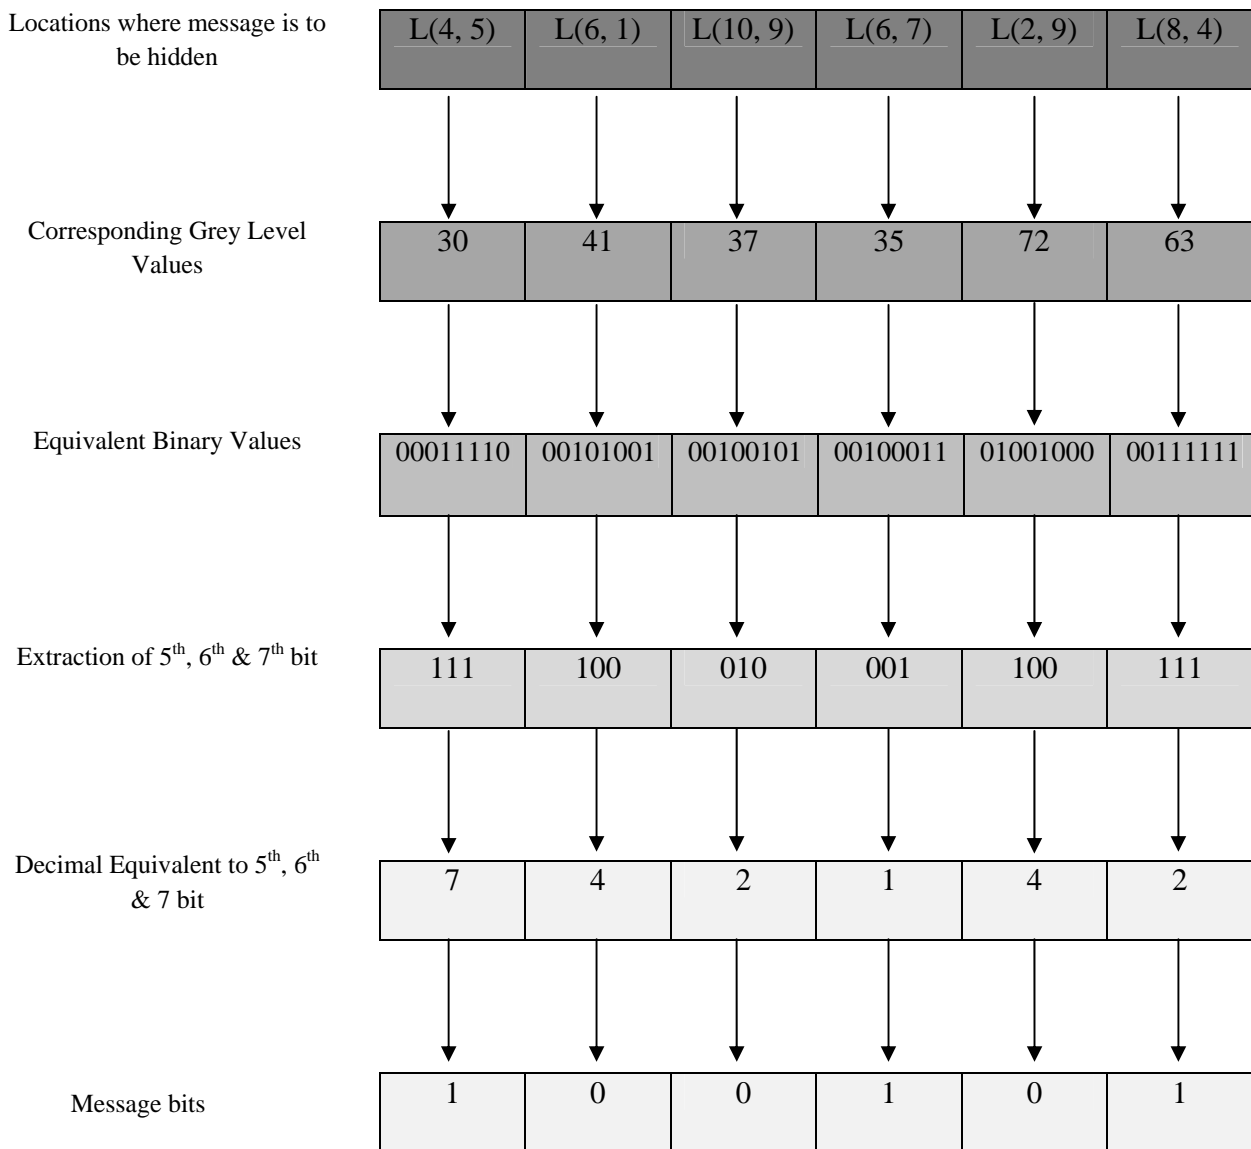 Locations where message is to
be hidden
L(4, 5) L(6, 1) L(10, 9) L(6, 7) L(2, 9) L(8, 4)
Corresponding Grey Level
Values
30 41 37 35 72 63
Equivalent Binary Values
00011110 00101001 00100101 00100011 01001000 00111111
Extraction of 5th, 6th & 7th bit
111 100 010 001 100 111
Decimal Equivalent to 5th, 6th
& 7 bit
7 4 2 1 4 2
Message bits
1 0 0 1 0 1